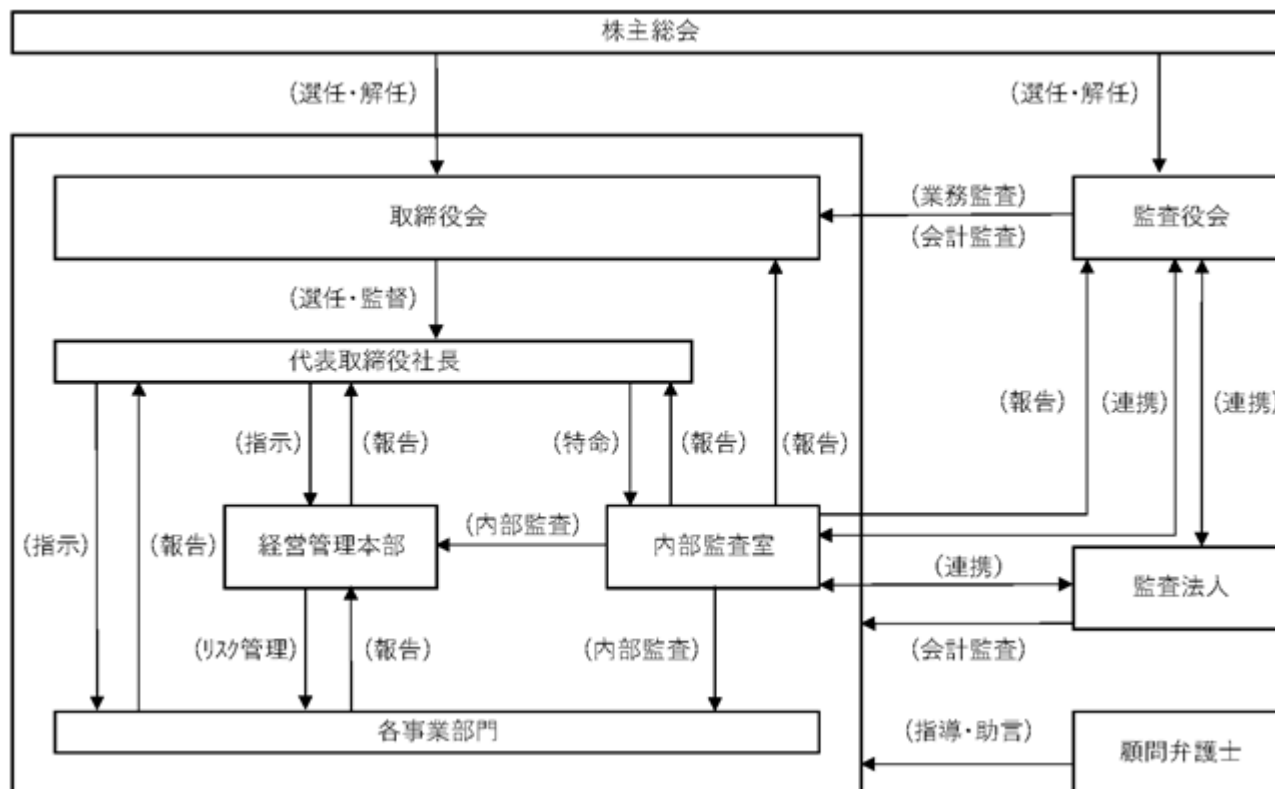 株主総会
(選任・解任)
(選任・解任)
取締役会
(業務監査)
(会計監査)
監査役会
(選任・監督)
代表取締役社長
(指示)
(報告)
(特命)
(報告)
(報告)
(報告)
(連携)
(連携)
(指示)
(報告)
経営管理本部
(内部監査)
内部監査室
(連携)
監査法人
(リスク管理)
(報告)
(内部監査)
(会計監査)
各事業部門
(指導・助言)
顧問弁護士